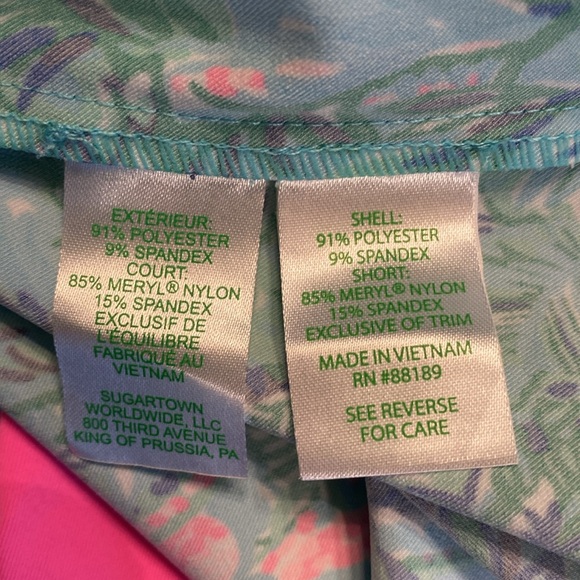 EXTÉRIEUR:
91% POLYESTER
9% SPANDEX
COURT:
85% MERYL® NYLON
15% SPANDEX
EXCLUSIF DE
L'ÉQUILIBRE
FABRIQUÉ AU
VIETNAM
SUGARTOWN
WORLDWIDE, LLC
800 THIRD AVENUE
KING OF PRUSSIA, PA
SHELL:
91% POLYESTER
9% SPANDEX
SHORT:
85% MERYL® NYLON
15% SPANDEX
EXCLUSIVE OF TRIM
MADE IN VIETNAM
RN #88189
SEE REVERSE
FOR CARE